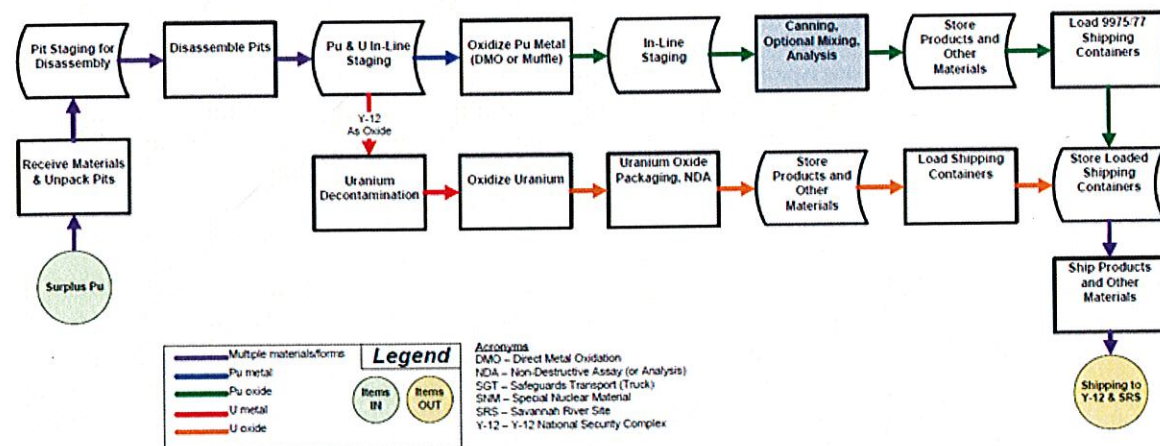 Pit Staging for
Disassembly
Disassemble Pits
Pu & U In-Line
Staging
Oxidize Pu Metal
(DMO or Muffle)
In-Line
Staging
Canning,
Optional Mixing,
Analysis
Store
Products and
Other
Materials
Load 9975/77
Shipping
Containers
Y-12
As Oxide
Receive Materials
& Unpack Pits
Uranium
Decontamination
Oxidize Uranium
Uranium Oxide
Packaging, NDA
Store
Products and
Other
Materials
Load Shipping
Containers
Store Loaded
Shipping
Containers
Surplus Pu
Ship Products
and Other
Materials
Shipping to
Y-12 & SRS
Legend
Multiple materials/forms
Pu metal
Pu oxide
U metal
U oxide
Items
IN
Items
OUT
Acronyms
DMO – Direct Metal Oxidation
NDA – Non-Destructive Assay (or Analysis)
SGT – Safeguards Transport (Truck)
SNM – Special Nuclear Material
SRS – Savannah River Site
Y-12 – Y-12 National Security Complex